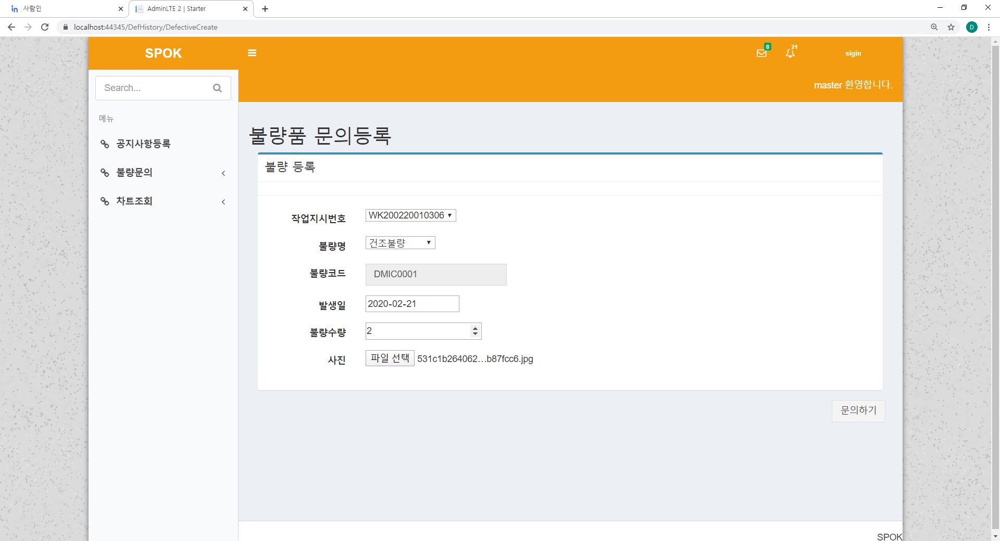 사람인
AdminLTE 2 | Starter
localhost:44345/DefHistory/DefectiveCreate
D
SPOK
8
21
sigin
Search...
master 환영합니다.
메뉴
공지사항등록
불량문의
차트조회
불량품 문의등록
불량 등록
작업지시번호 WK200220010306
불량명 건조불량
불량코드 DMIC0001
발생일 2020-02-21
불량수량 2
사진 파일 선택 531c1b264062…b87fcc6.jpg
문의하기
SPOK